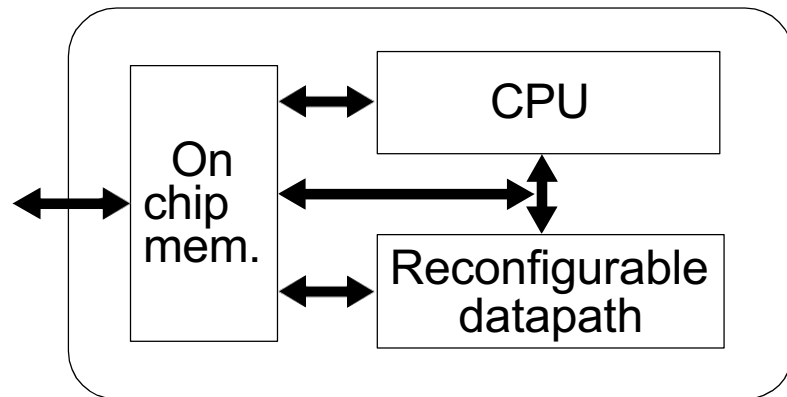 CPU
On
chip
mem.
Reconfigurable
datapath